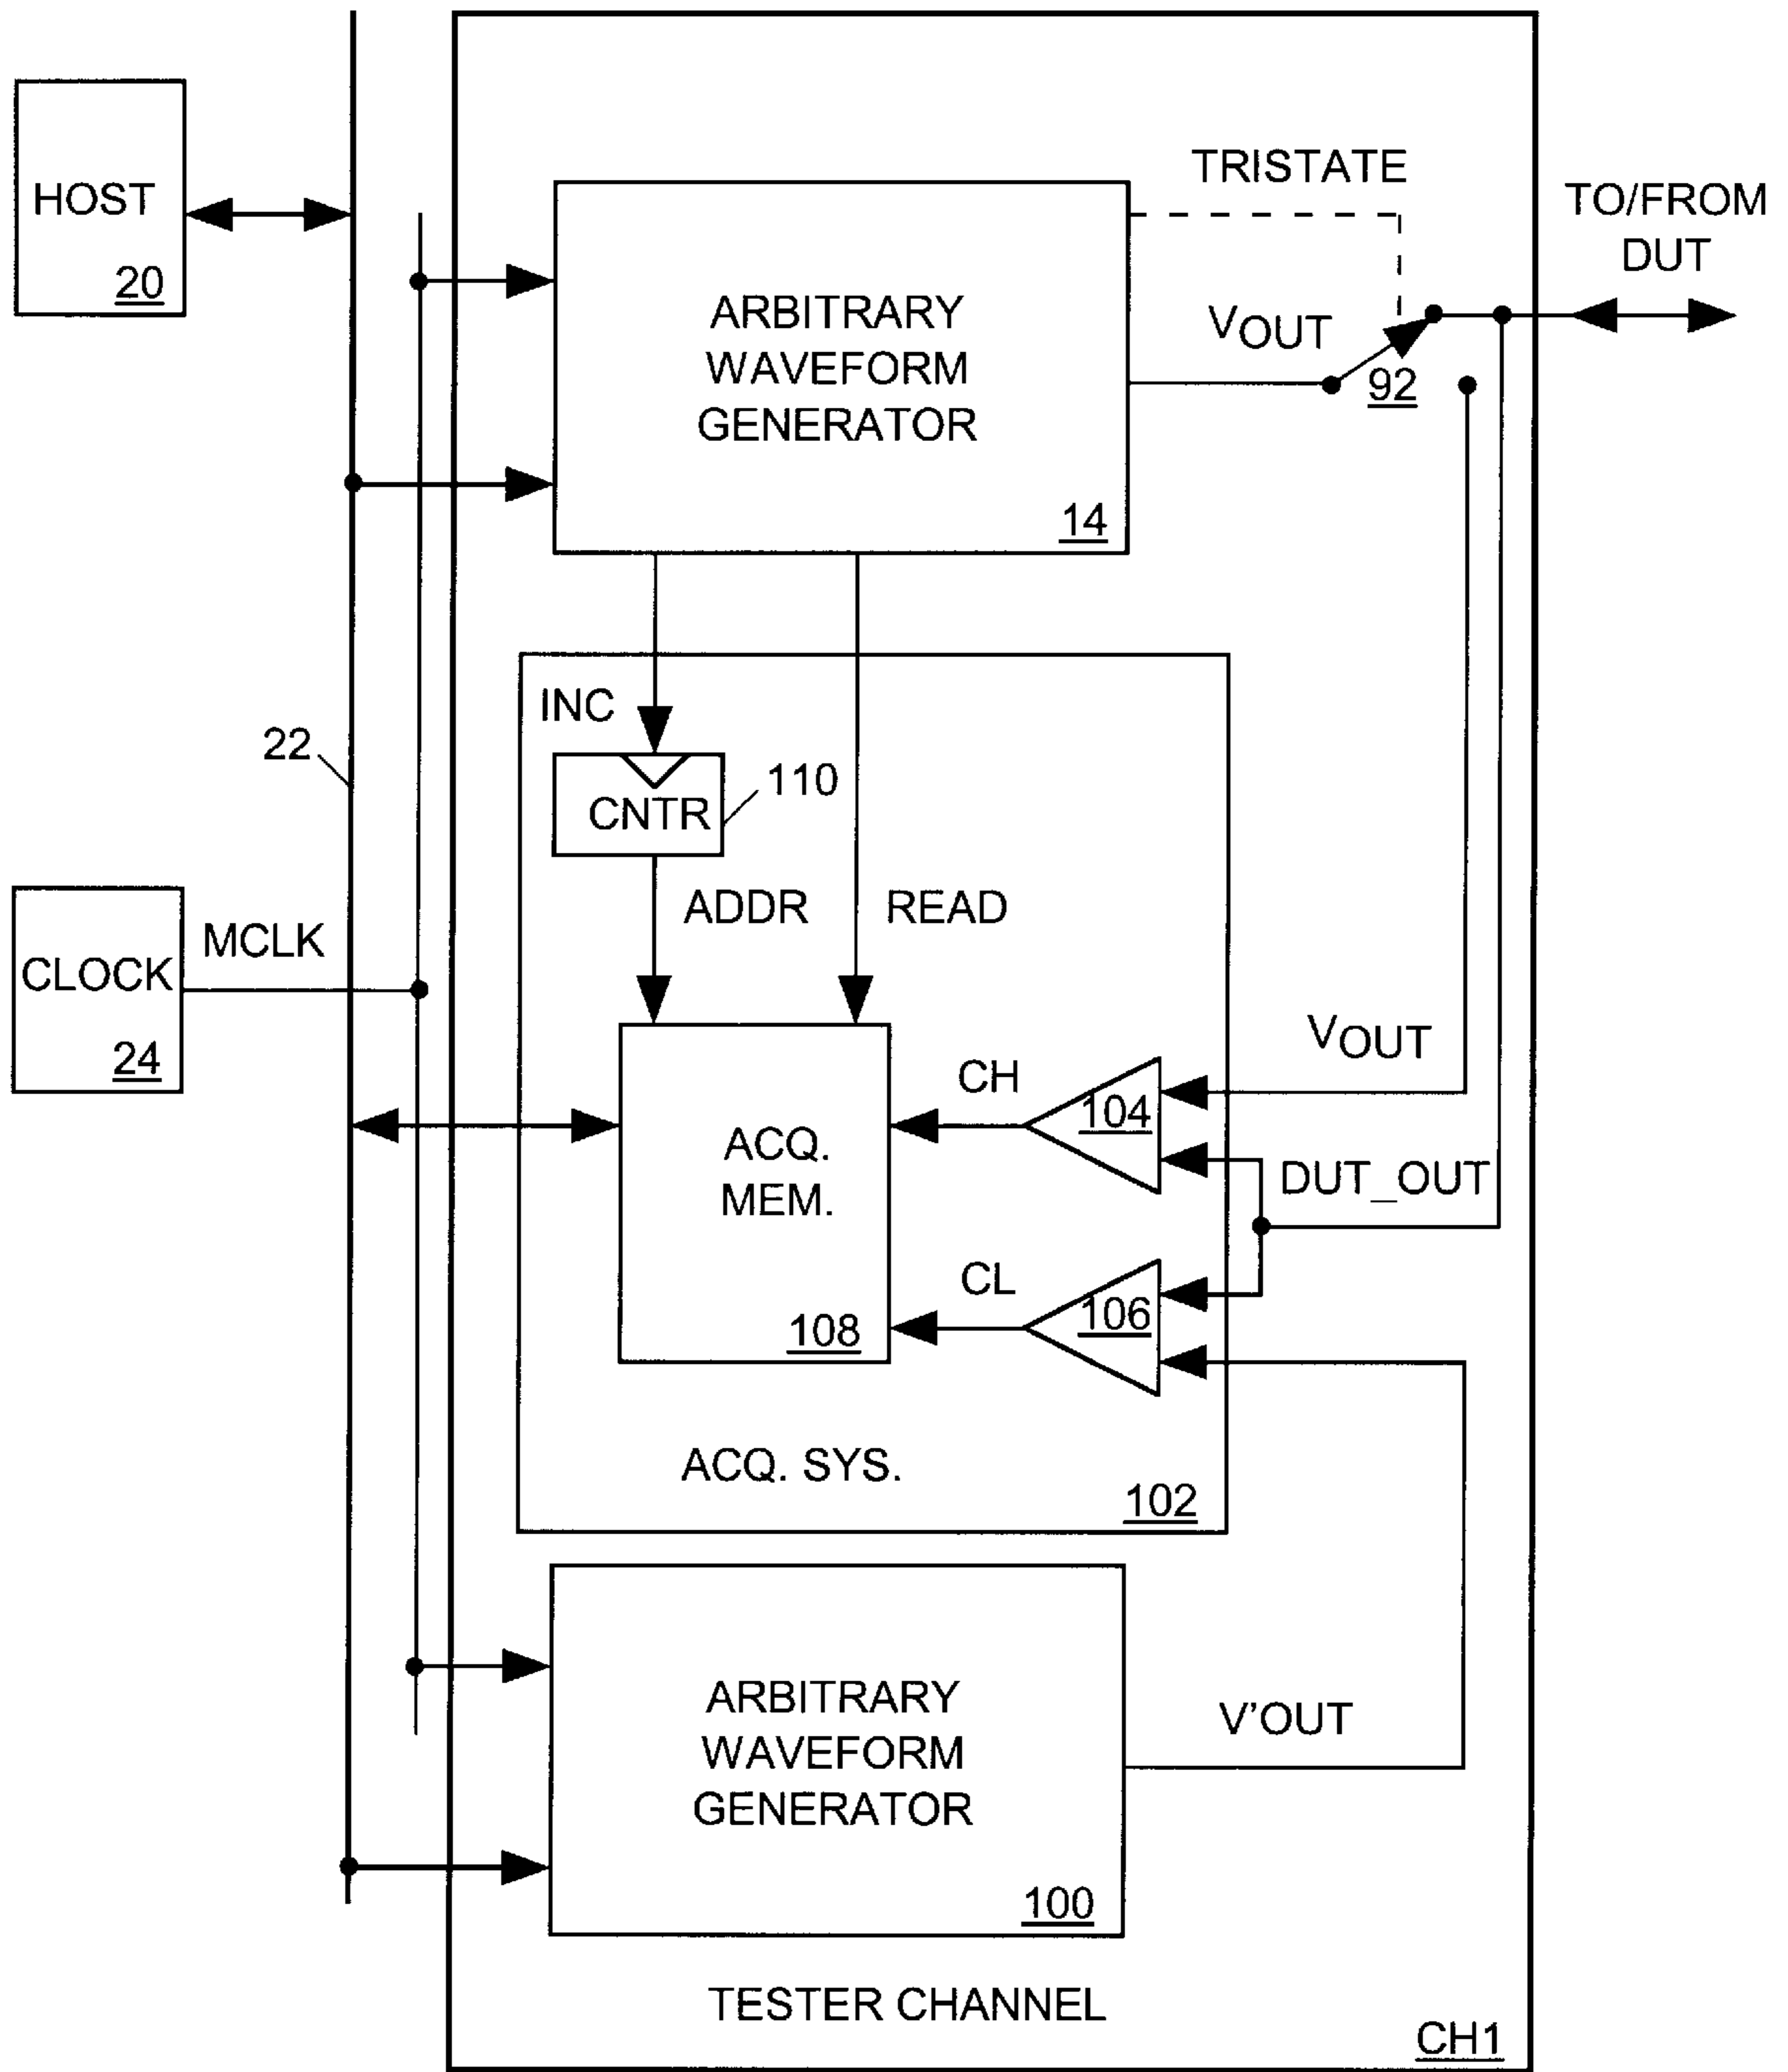 HOST
20
TRISTATE
TO/FROM
DUT
ARBITRARY
WAVEFORM
GENERATOR
14
VOUT
92
INC
22
CNTR
110
ADDR
READ
CLOCK
24
MCLK
VOUT
CH
104
ACQ.
MEM.
108
DUT_OUT
CL
106
ACQ. SYS.
102
ARBITRARY
WAVEFORM
GENERATOR
100
V'OUT
TESTER CHANNEL
CH1